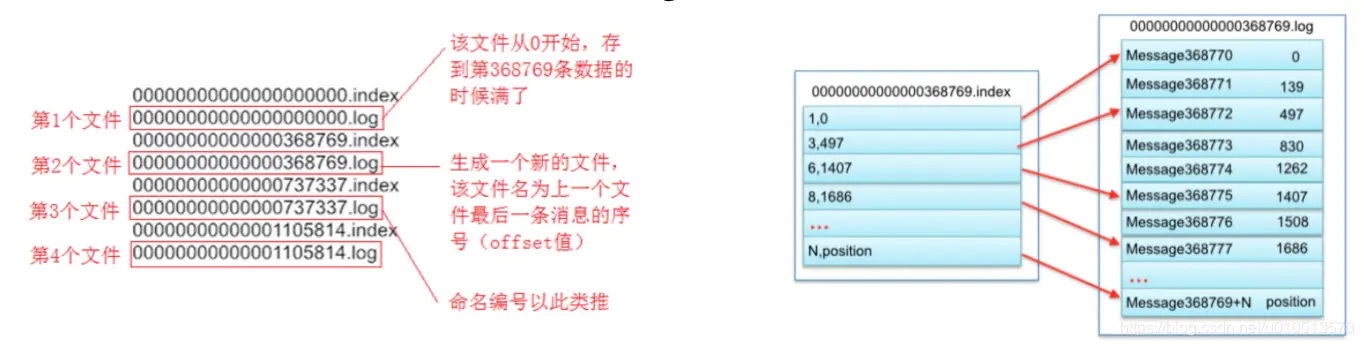 00000000000000000000.index
第1个文件 00000000000000000000.log
00000000000000368769.index
第2个文件 00000000000000368769.log
00000000000000737337.index
第3个文件 00000000000000737337.log
00000000000001105814.index
第4个文件 00000000000001105814.log
该文件从0开始，存
到第368769条数据的
时候满了
生成一个新的文件，
该文件名为上一个文
件最后一条消息的序
号（offset值）
命名编号以此类推
00000000000000368769.index
1,0
3,497
6,1407
8,1686
...
N,position
00000000000000368769.log
Message368770 0
Message368771 139
Message368772 497
Message368773 830
Message368774 1262
Message368775 1407
Message368776 1508
Message368777 1686
...
Message368769+N position